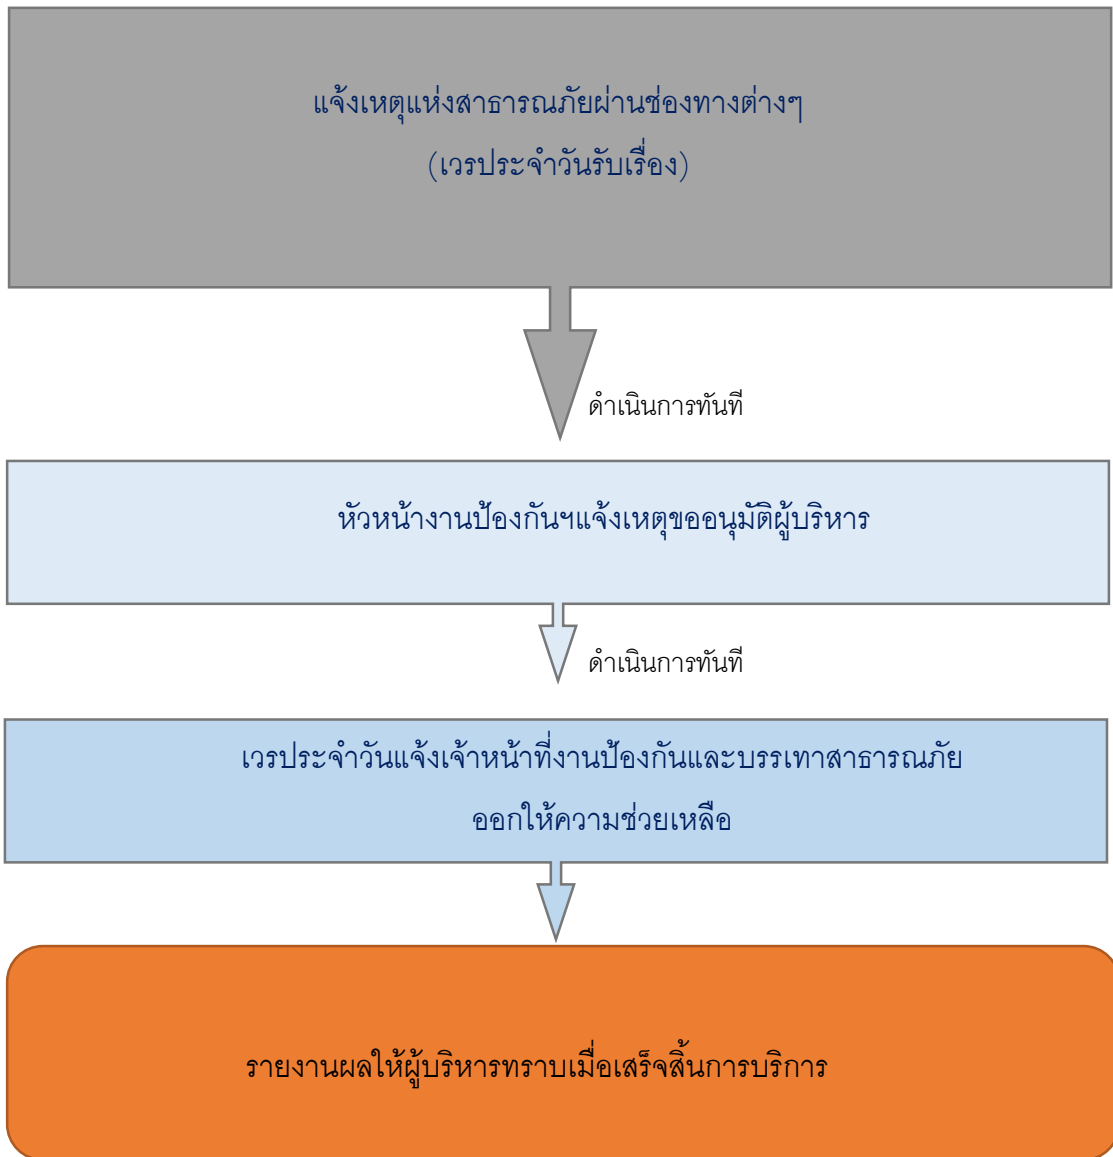 แจ้งเหตุแห่งสาธารณภัยผ่านช่องทางต่างๆ
(เวรประจำวันรับเรื่อง)
ดำเนินการทันที
หัวหน้างานป้องกันฯแจ้งเหตุขออนุมัติผู้บริหาร
ดำเนินการทันที
เวรประจำวันแจ้งเจ้าหน้าที่งานป้องกันและบรรเทาสาธารณภัย
ออกให้ความช่วยเหลือ
รายงานผลให้ผู้บริหารทราบเมื่อเสร็จสิ้นการบริการ